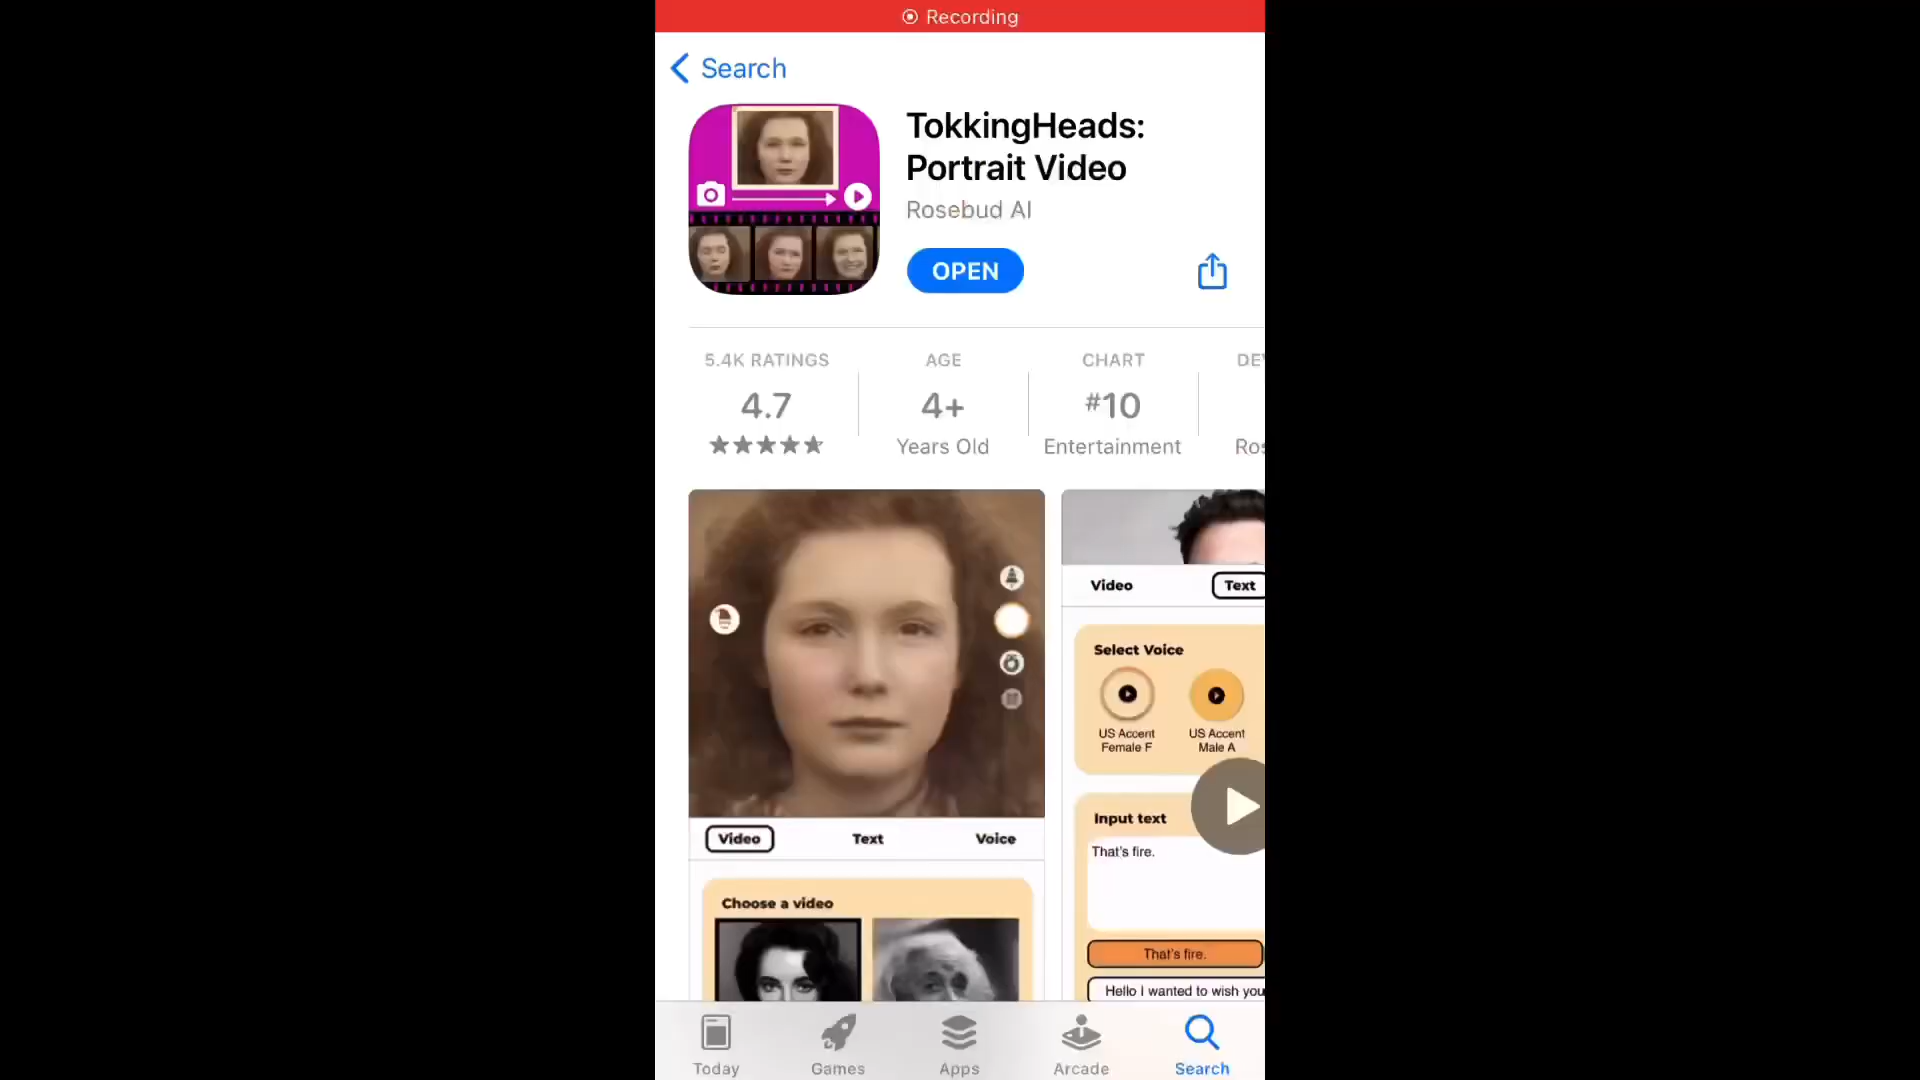 Recording
Search
TokkingHeads:
Portrait Video
Rosebud AI
OPEN
5.4K RATINGS
4.7
AGE
4+
Years Old
CHART
#10
Entertainment
DE
Ros
Video
Text
Voice
Choose a video
Video
Text
Select Voice
US Accent
Female F
US Accent
Male A
Input text
That's fire.
That's fire.
Hello I wanted to wish you
Today
Games
Apps
Arcade
Search